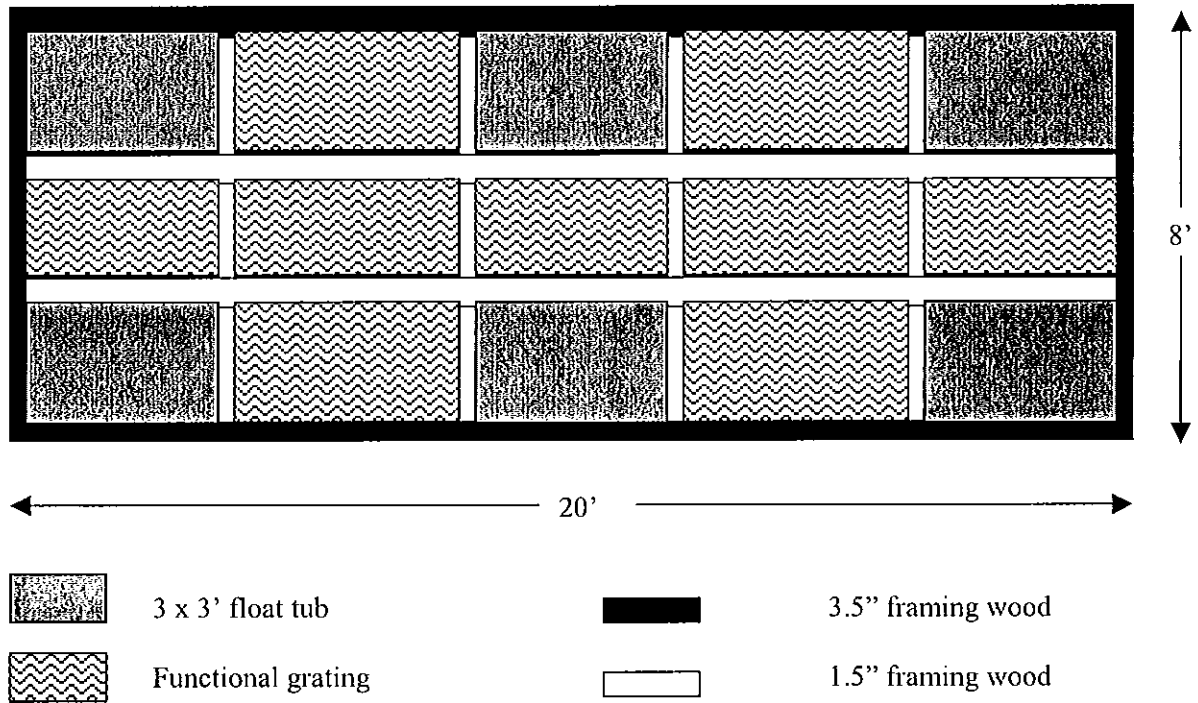 8'
20'
3 x 3' float tub
3.5” framing wood
Functional grating
1.5” framing wood